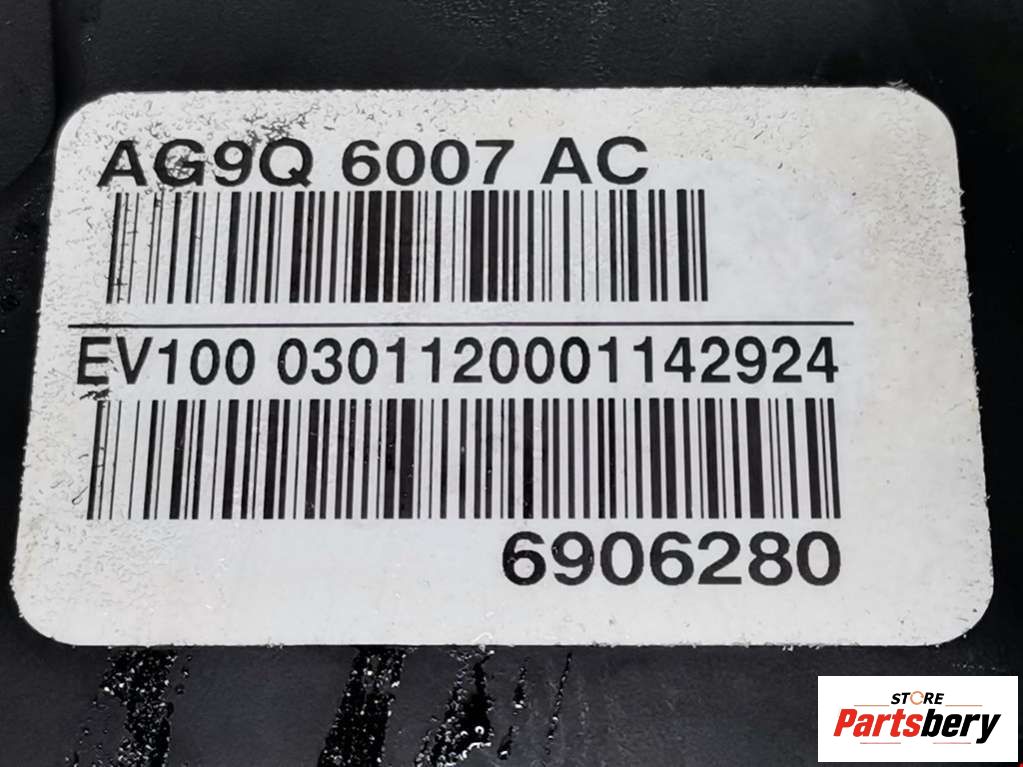 AG9Q 6007 AC
EV100 0301120001142924
6906280
STORE
Partsbery